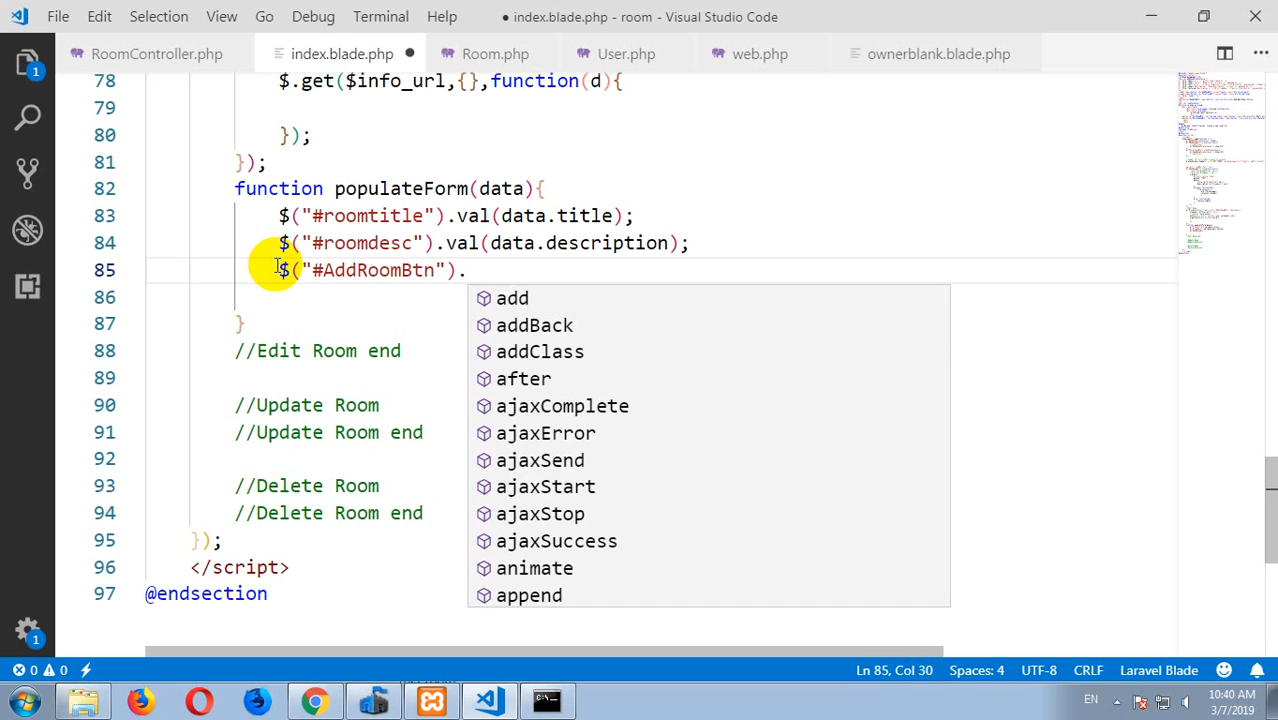 File Edit Selection View Go Debug Terminal Help
● index.blade.php - room - Visual Studio Code
RoomController.php index.blade.php ● Room.php User.php web.php ownerblank.blade.php
78 $.get($info_url,{},function(d){
79
80 });
81 });
82 function populateForm(data){
83 $("#roomtitle").val(data.title);
84 $("#roomdesc").val(data.description);
85 $("#AddRoomBtn").
86
87 }
88 //Edit Room end
89
90 //Update Room
91 //Update Room end
92
93 //Delete Room
94 //Delete Room end
95 });
96 </script>
97 @endsection
add
addBack
addClass
after
ajaxComplete
ajaxError
ajaxSend
ajaxStart
ajaxStop
ajaxSuccess
animate
append
1
1
0 0 Ln 85, Col 30 Spaces: 4 UTF-8 CRLF Laravel Blade
EN 10:40 AM
3/7/2019